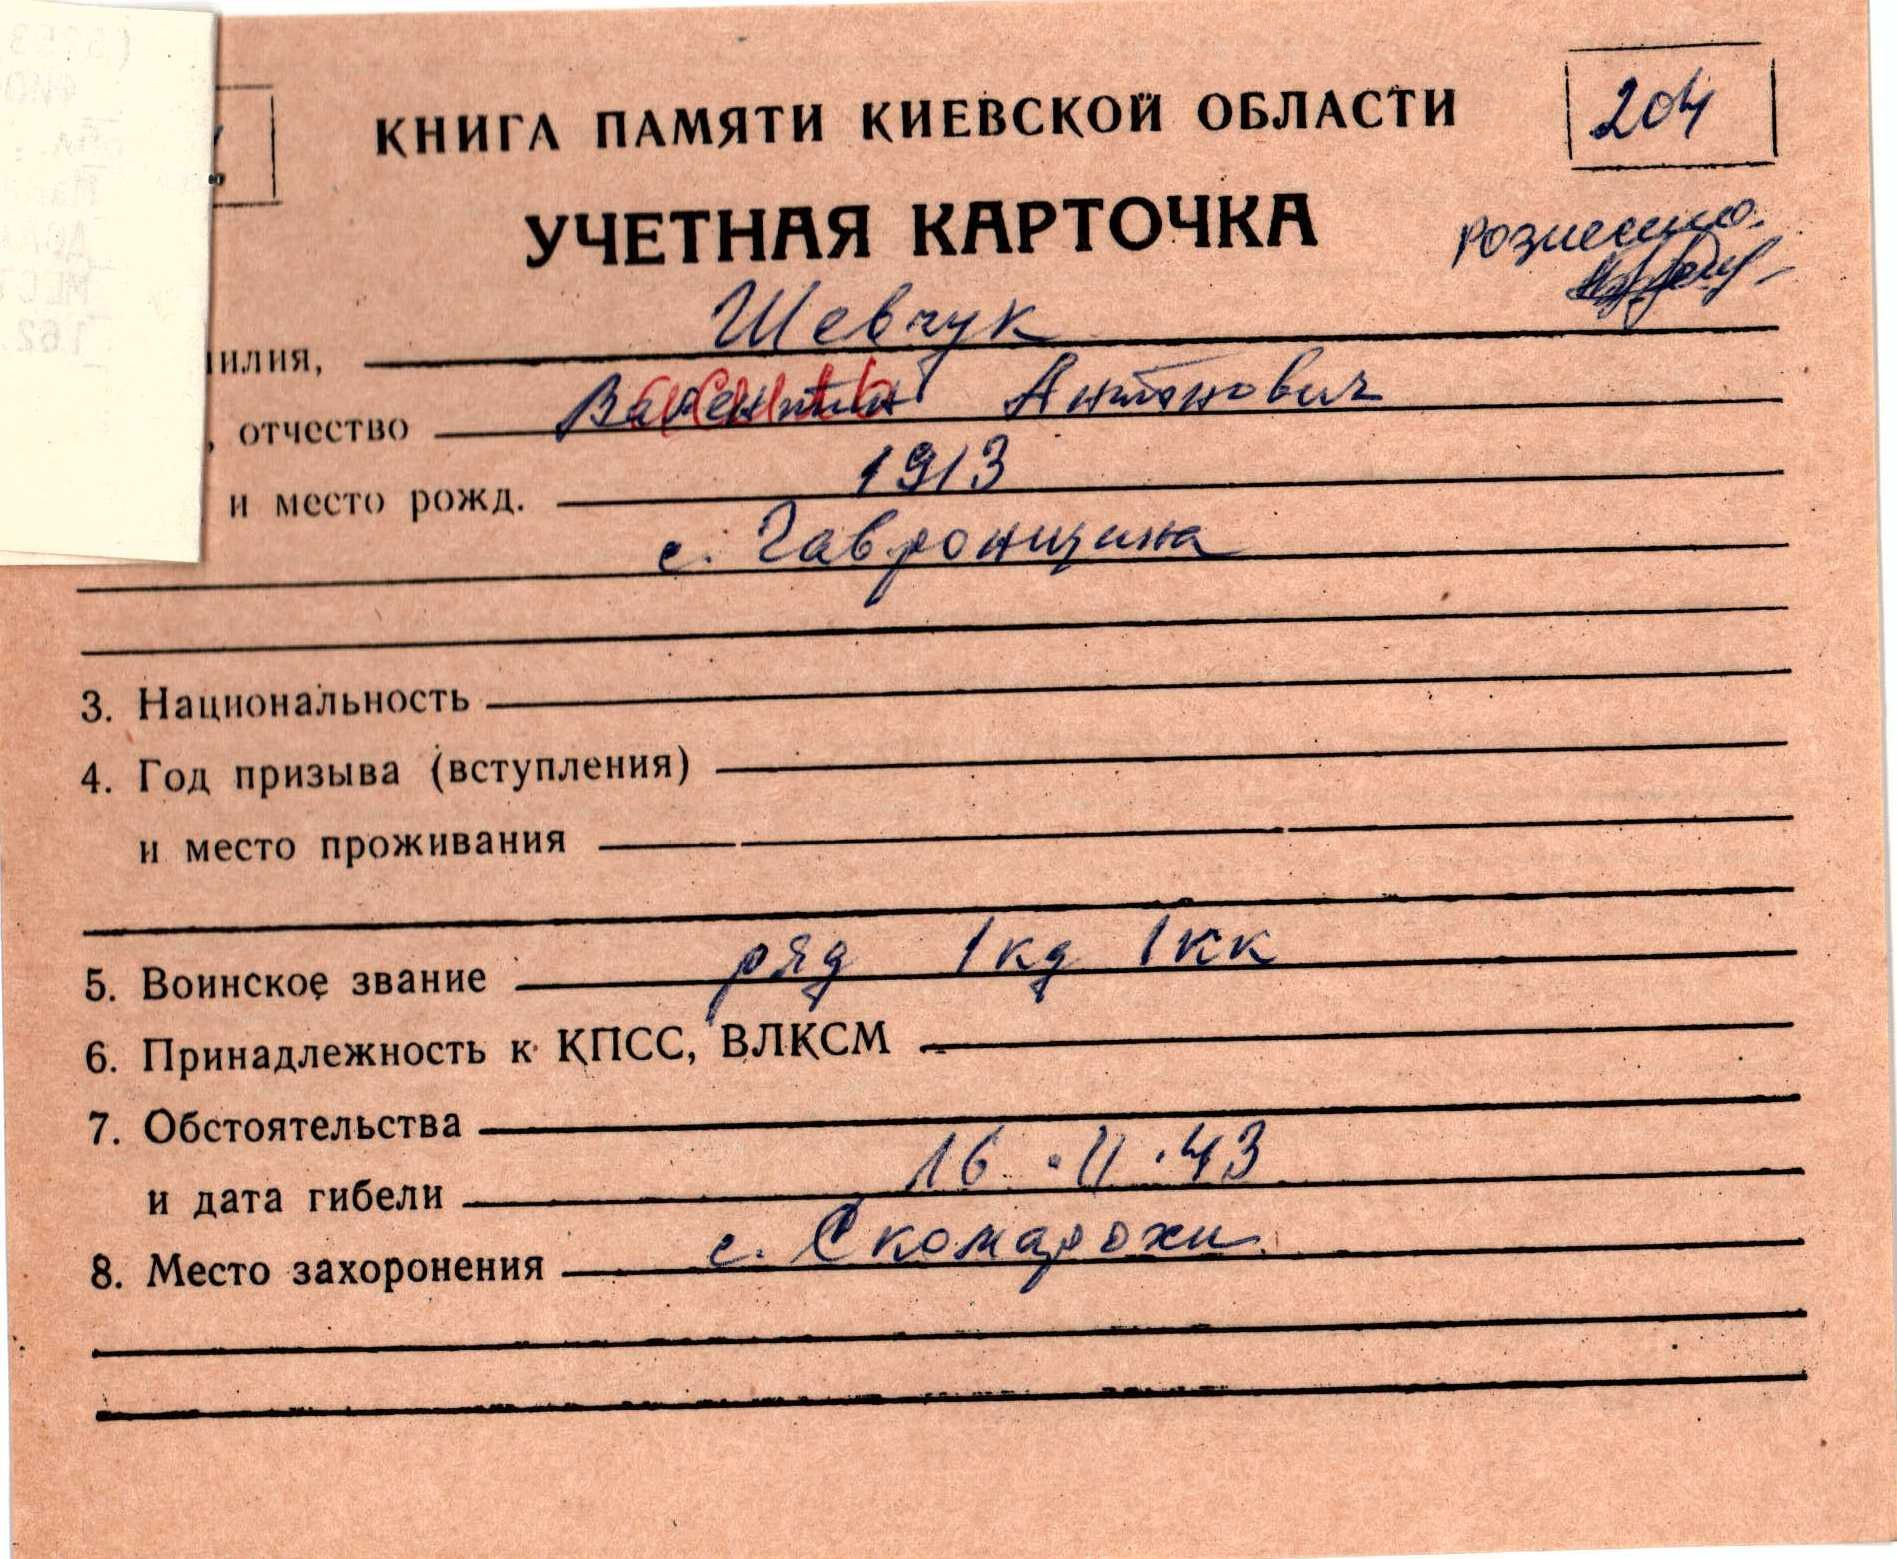 КНИГА ПАМЯТИ КИЕВСКОЙ ОБЛАСТИ
204
УЧЕТНАЯ КАРТОЧКА
рознесено.
илия, Шевчук
, отчество Антонович
и место рожд. 1913
с. Гавронщина
3. Национальность
4. Год призыва (вступления)
и место проживания
5. Воинское звание ряд 1кд 1кк
6. Принадлежность к КПСС, ВЛКСМ
7. Обстоятельства
и дата гибели 16.11.43
8. Место захоронения с. Скомарохи